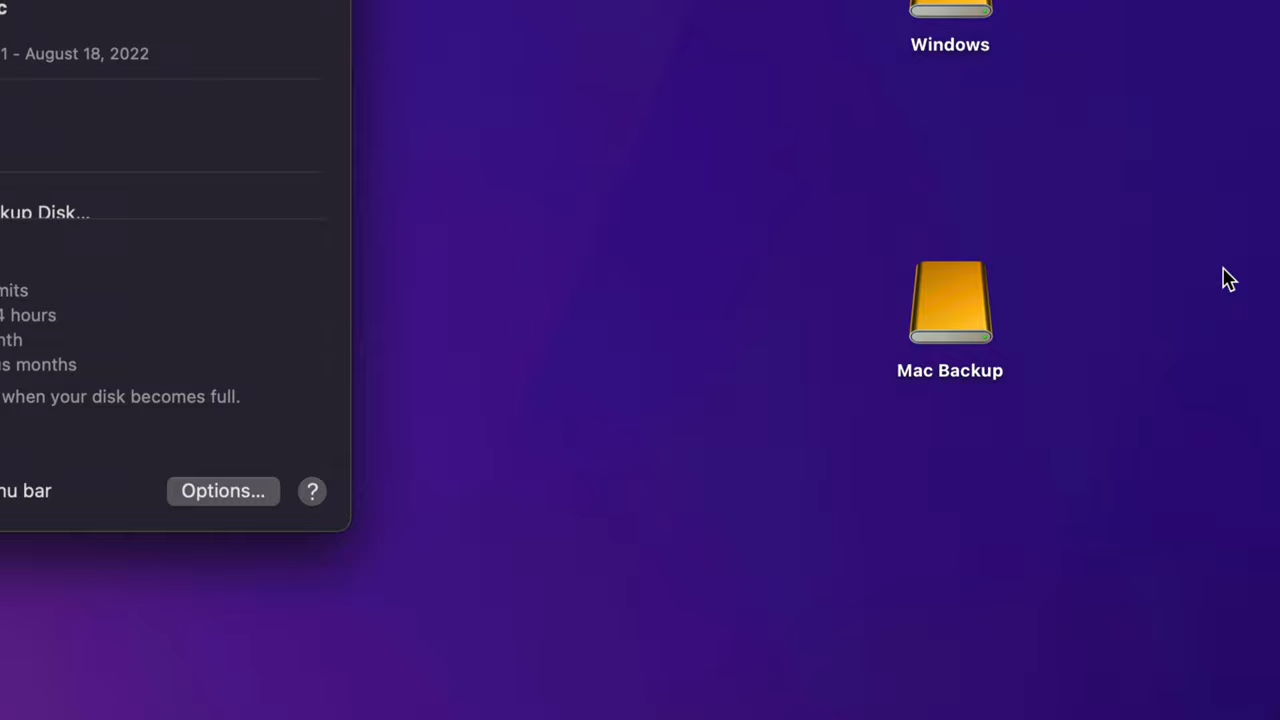 c
1 - August 18, 2022
kup Disk...
mits
4 hours
nth
us months
when your disk becomes full.
nu bar
Options...
?
Windows
Mac Backup